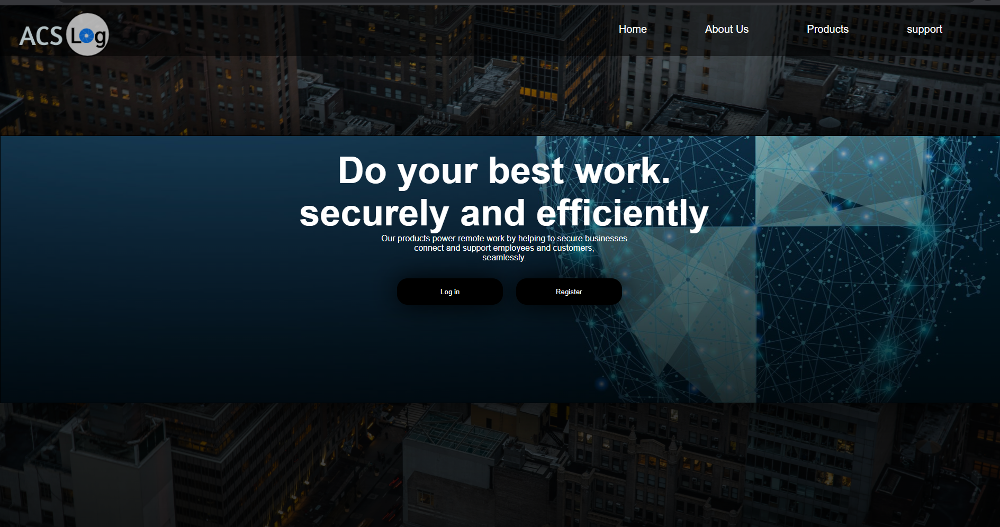 ACS Log
Home
About Us
Products
support
Do your best work.
securely and efficiently
Our products power remote work by helping to secure businesses
connect and support employees and customers,
seamlessly.
Log in
Register